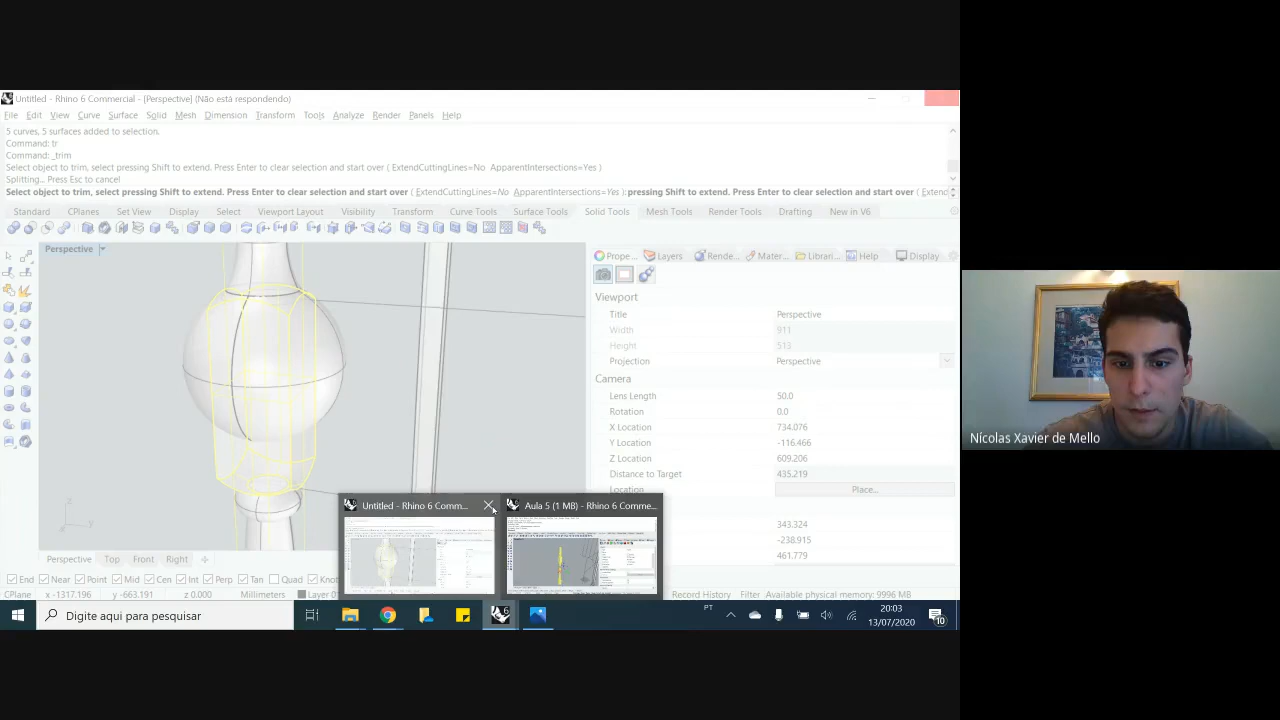 Untitled - Rhino 6 Commercial - [Perspective] (Não está respondendo)
File Edit View Curve Surface Solid Mesh Dimension Transform Tools Analyze Render Panels Help
5 curves, 5 surfaces added to selection.
Command: tr
Command: _trim
Select object to trim, select pressing Shift to extend. Press Enter to clear selection and start over ( ExtendCuttingLines=No ApparentIntersections=Yes )
Splitting... Press Esc to cancel
Select object to trim, select pressing Shift to extend. Press Enter to clear selection and start over ( ExtendCuttingLines=No ApparentIntersections=Yes ): pressing Shift to extend. Press Enter to clear selection and start over ( Extend
Standard CPlanes Set View Display Select Viewport Layout Visibility Transform Curve Tools Surface Tools Solid Tools Mesh Tools Render Tools Drafting New in V6
Perspective
Prope... Layers Rende... Mater... Librari... Help Display
Viewport
Title Perspective
Width 911
Height 513
Projection Perspective
Camera
Lens Length 50.0
Rotation 0.0
X Location 734.076
Y Location -116.466
Z Location 609.206
Distance to Target 435.219
Location Place...
343.324
-238.915
461.779
z
Untitled - Rhino 6 Comm...
Aula 5 (1 MB) - Rhino 6 Comme...
Perspective Top Front Right
End Near Point Mid Cen Int Perp Tan Quad Knot
CPlane x -1317.196 y -663.191 z 0.000 Millimeters Layer 0
Record History Filter Available physical memory: 9996 MB
Digite aqui para pesquisar
6
PT
20:03
13/07/2020
10
Nícolas Xavier de Mello